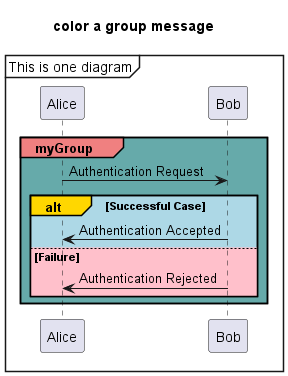 color a group message
This is one diagram
Alice Bob
myGroup
Authentication Request
alt [Successful Case]
Authentication Accepted
[Failure]
Authentication Rejected
Alice Bob